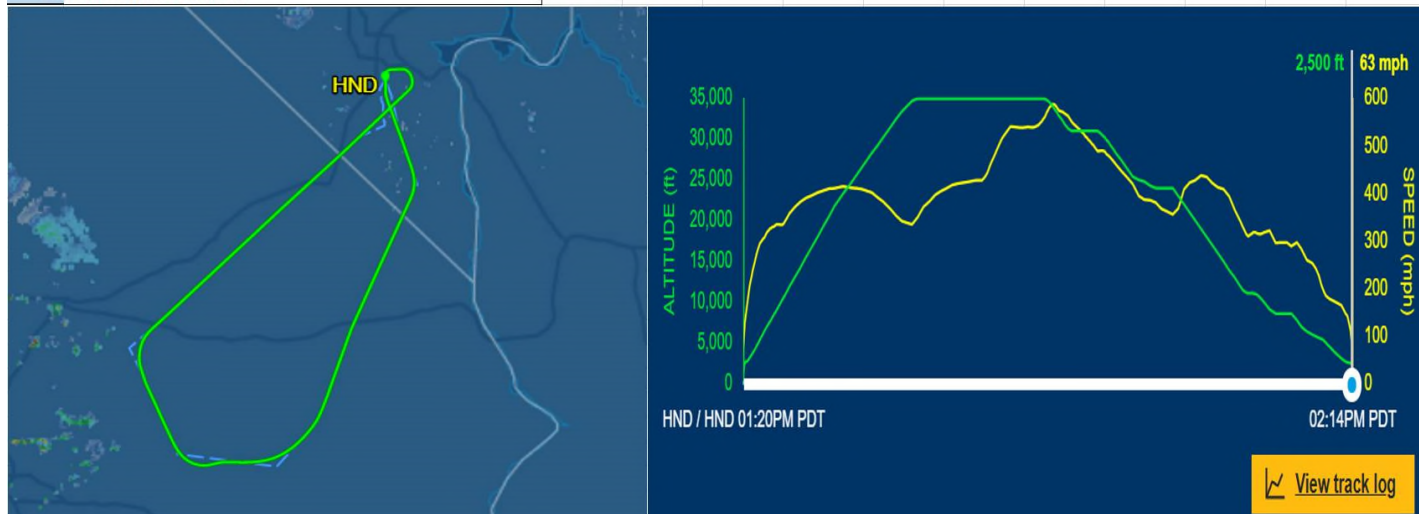 HND
2,500 ft
63 mph
35,000
30,000
25,000
20,000
15,000
10,000
5,000
0
ALTITUDE (ft)
600
500
400
300
200
100
0
SPEED (mph)
HND / HND 01:20PM PDT
02:14PM PDT
View track log